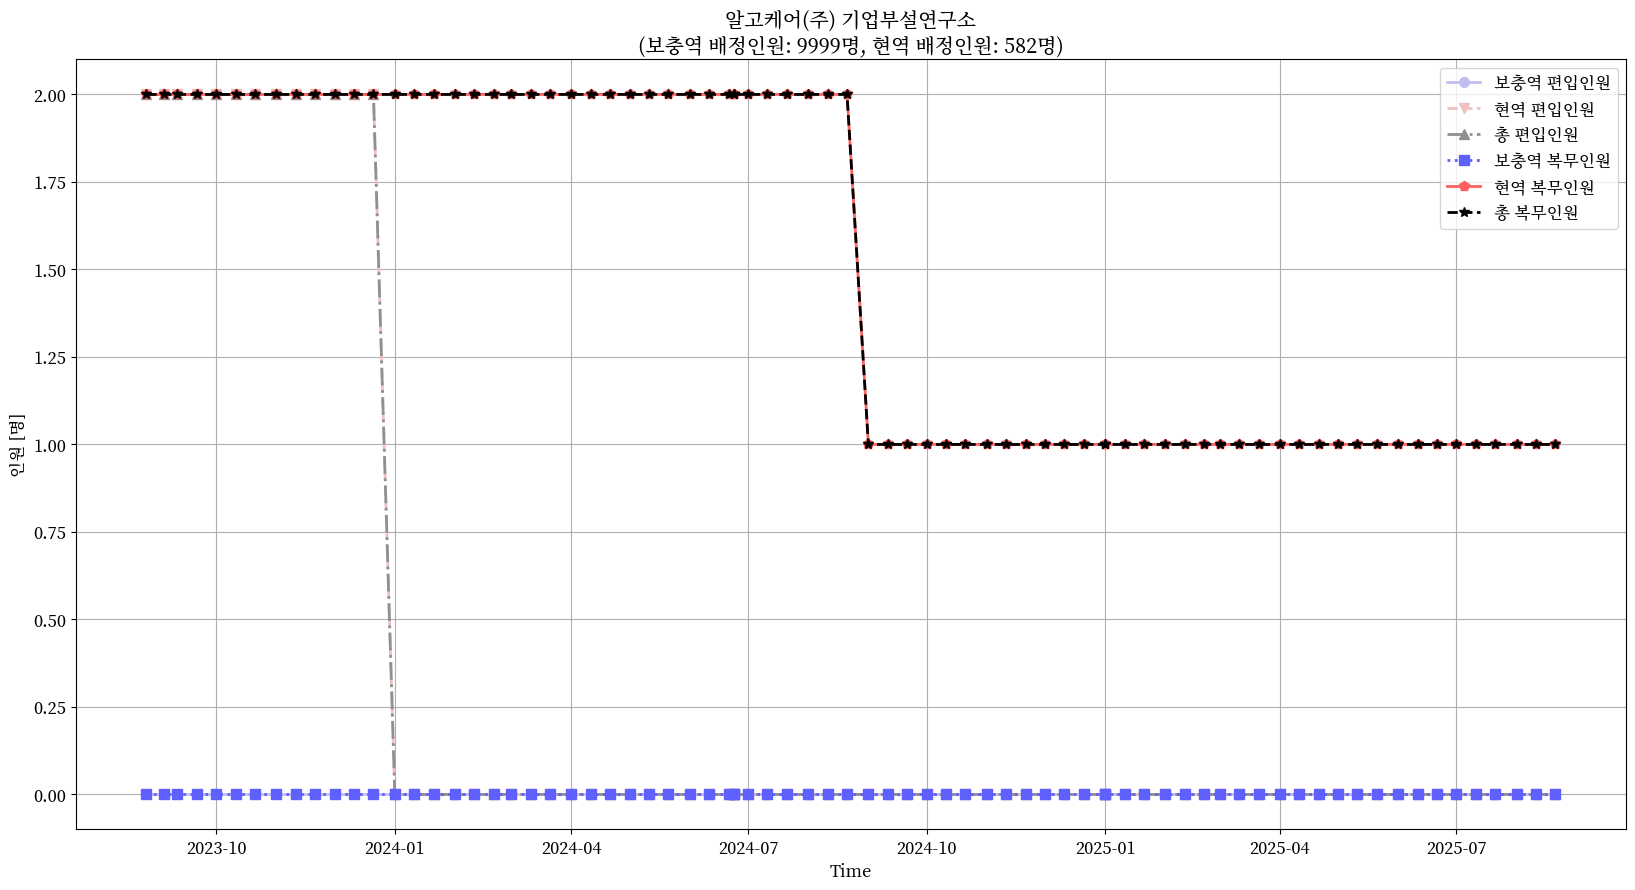 알고케어(주) 기업부설연구소
(보충역 배정인원: 9999명, 현역 배정인원: 582명)
보충역 편입인원
현역 편입인원
총 편입인원
보충역 복무인원
현역 복무인원
총 복무인원
인원 [명]
2.00
1.75
1.50
1.25
1.00
0.75
0.50
0.25
0.00
2023-10
2024-01
2024-04
2024-07
2024-10
2025-01
2025-04
2025-07
Time